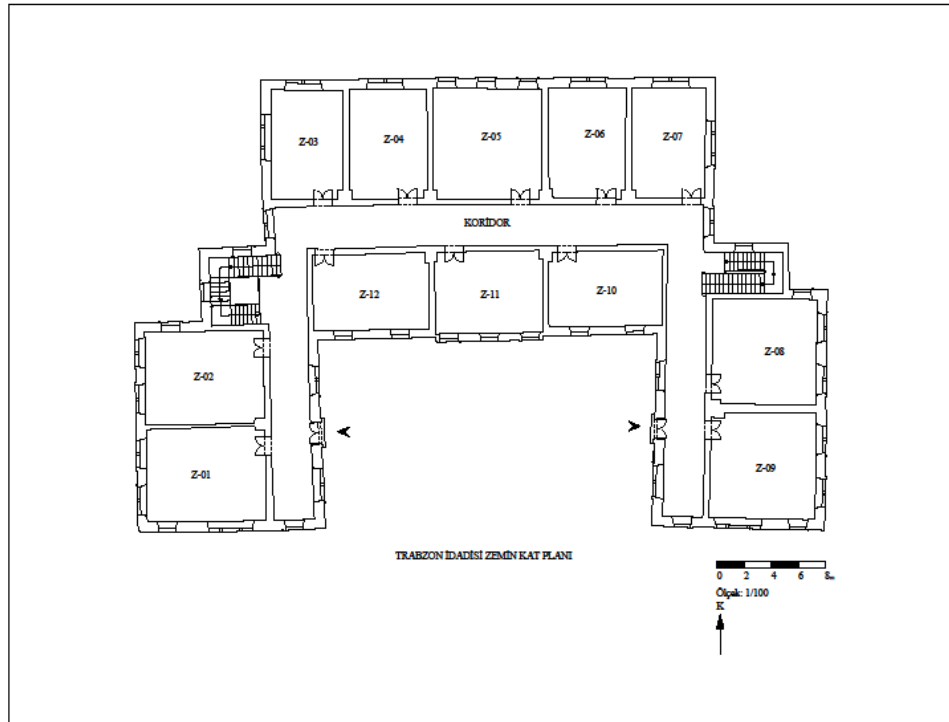 Z-03
Z-04
Z-05
Z-06
Z-07
KORİDOR
Z-12
Z-11
Z-10
Z-02
Z-08
Z-01
Z-09
TRABZON İDADİSİ ZEMİN KAT PLANI
0 2 4 6 8m
Ölçek: 1/100
K